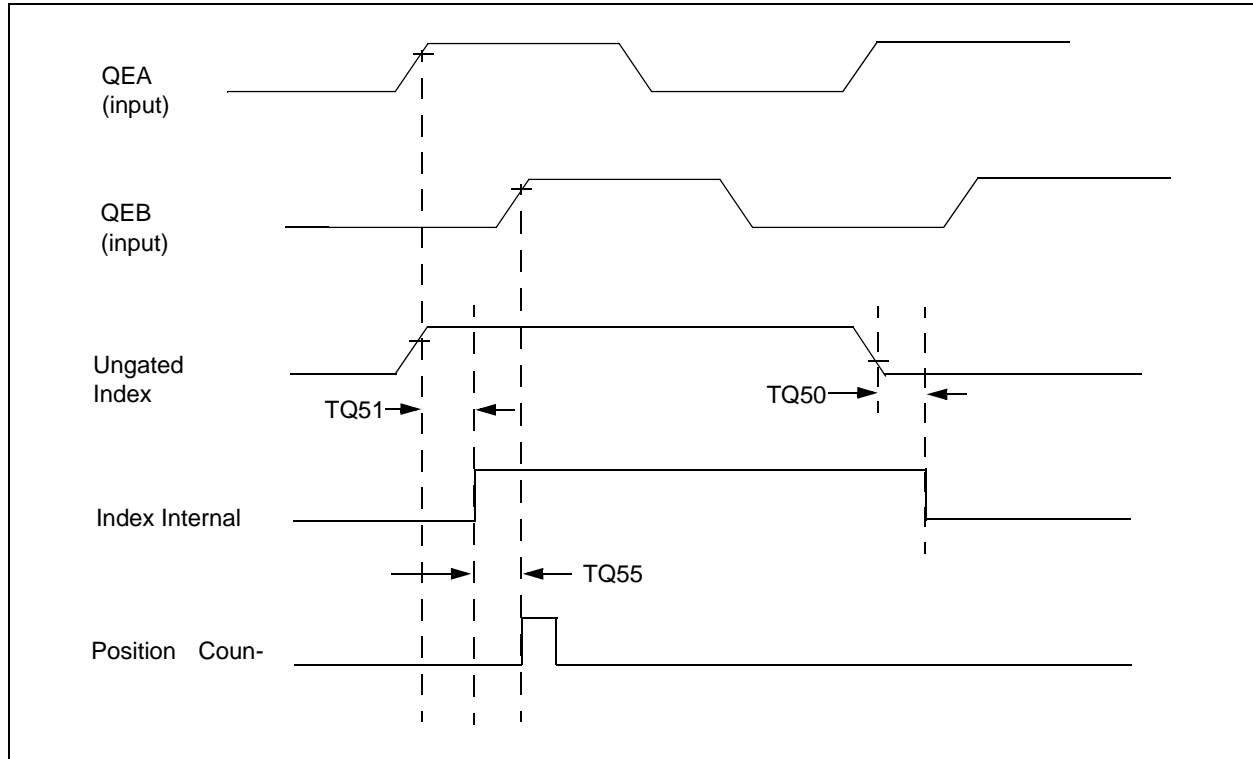 QEA
(input)
QEB
(input)
Ungated
Index
TQ51
TQ50
Index Internal
TQ55
Position Coun-